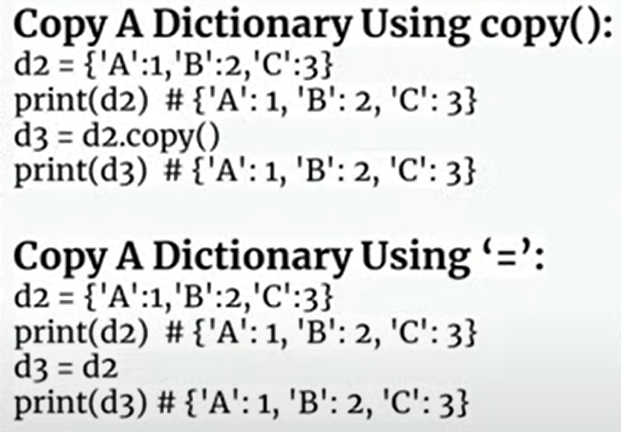 Copy A Dictionary Using copy():
d2 = {'A':1,'B':2,'C':3}
print(d2)  # {'A': 1, 'B': 2, 'C': 3}
d3 = d2.copy()
print(d3)  # {'A': 1, 'B': 2, 'C': 3}
Copy A Dictionary Using ‘=’:
d2 = {'A':1,'B':2,'C':3}
print(d2)  # {'A': 1, 'B': 2, 'C': 3}
d3 = d2
print(d3) # {'A': 1, 'B': 2, 'C': 3}